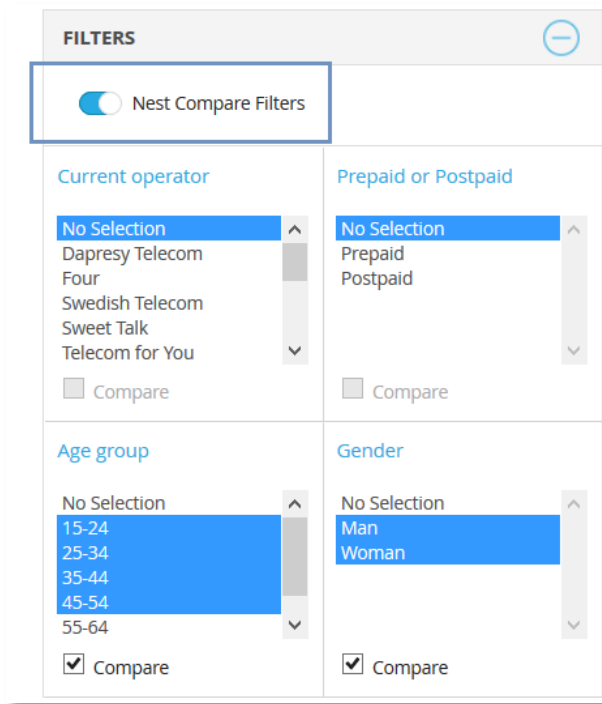 FILTERS
Nest Compare Filters
Current operator
No Selection
Dapresy Telecom
Four
Swedish Telecom
Sweet Talk
Telecom for You
Compare
Prepaid or Postpaid
No Selection
Prepaid
Postpaid
Compare
Age group
No Selection
15-24
25-34
35-44
45-54
55-64
Compare
Gender
No Selection
Man
Woman
Compare